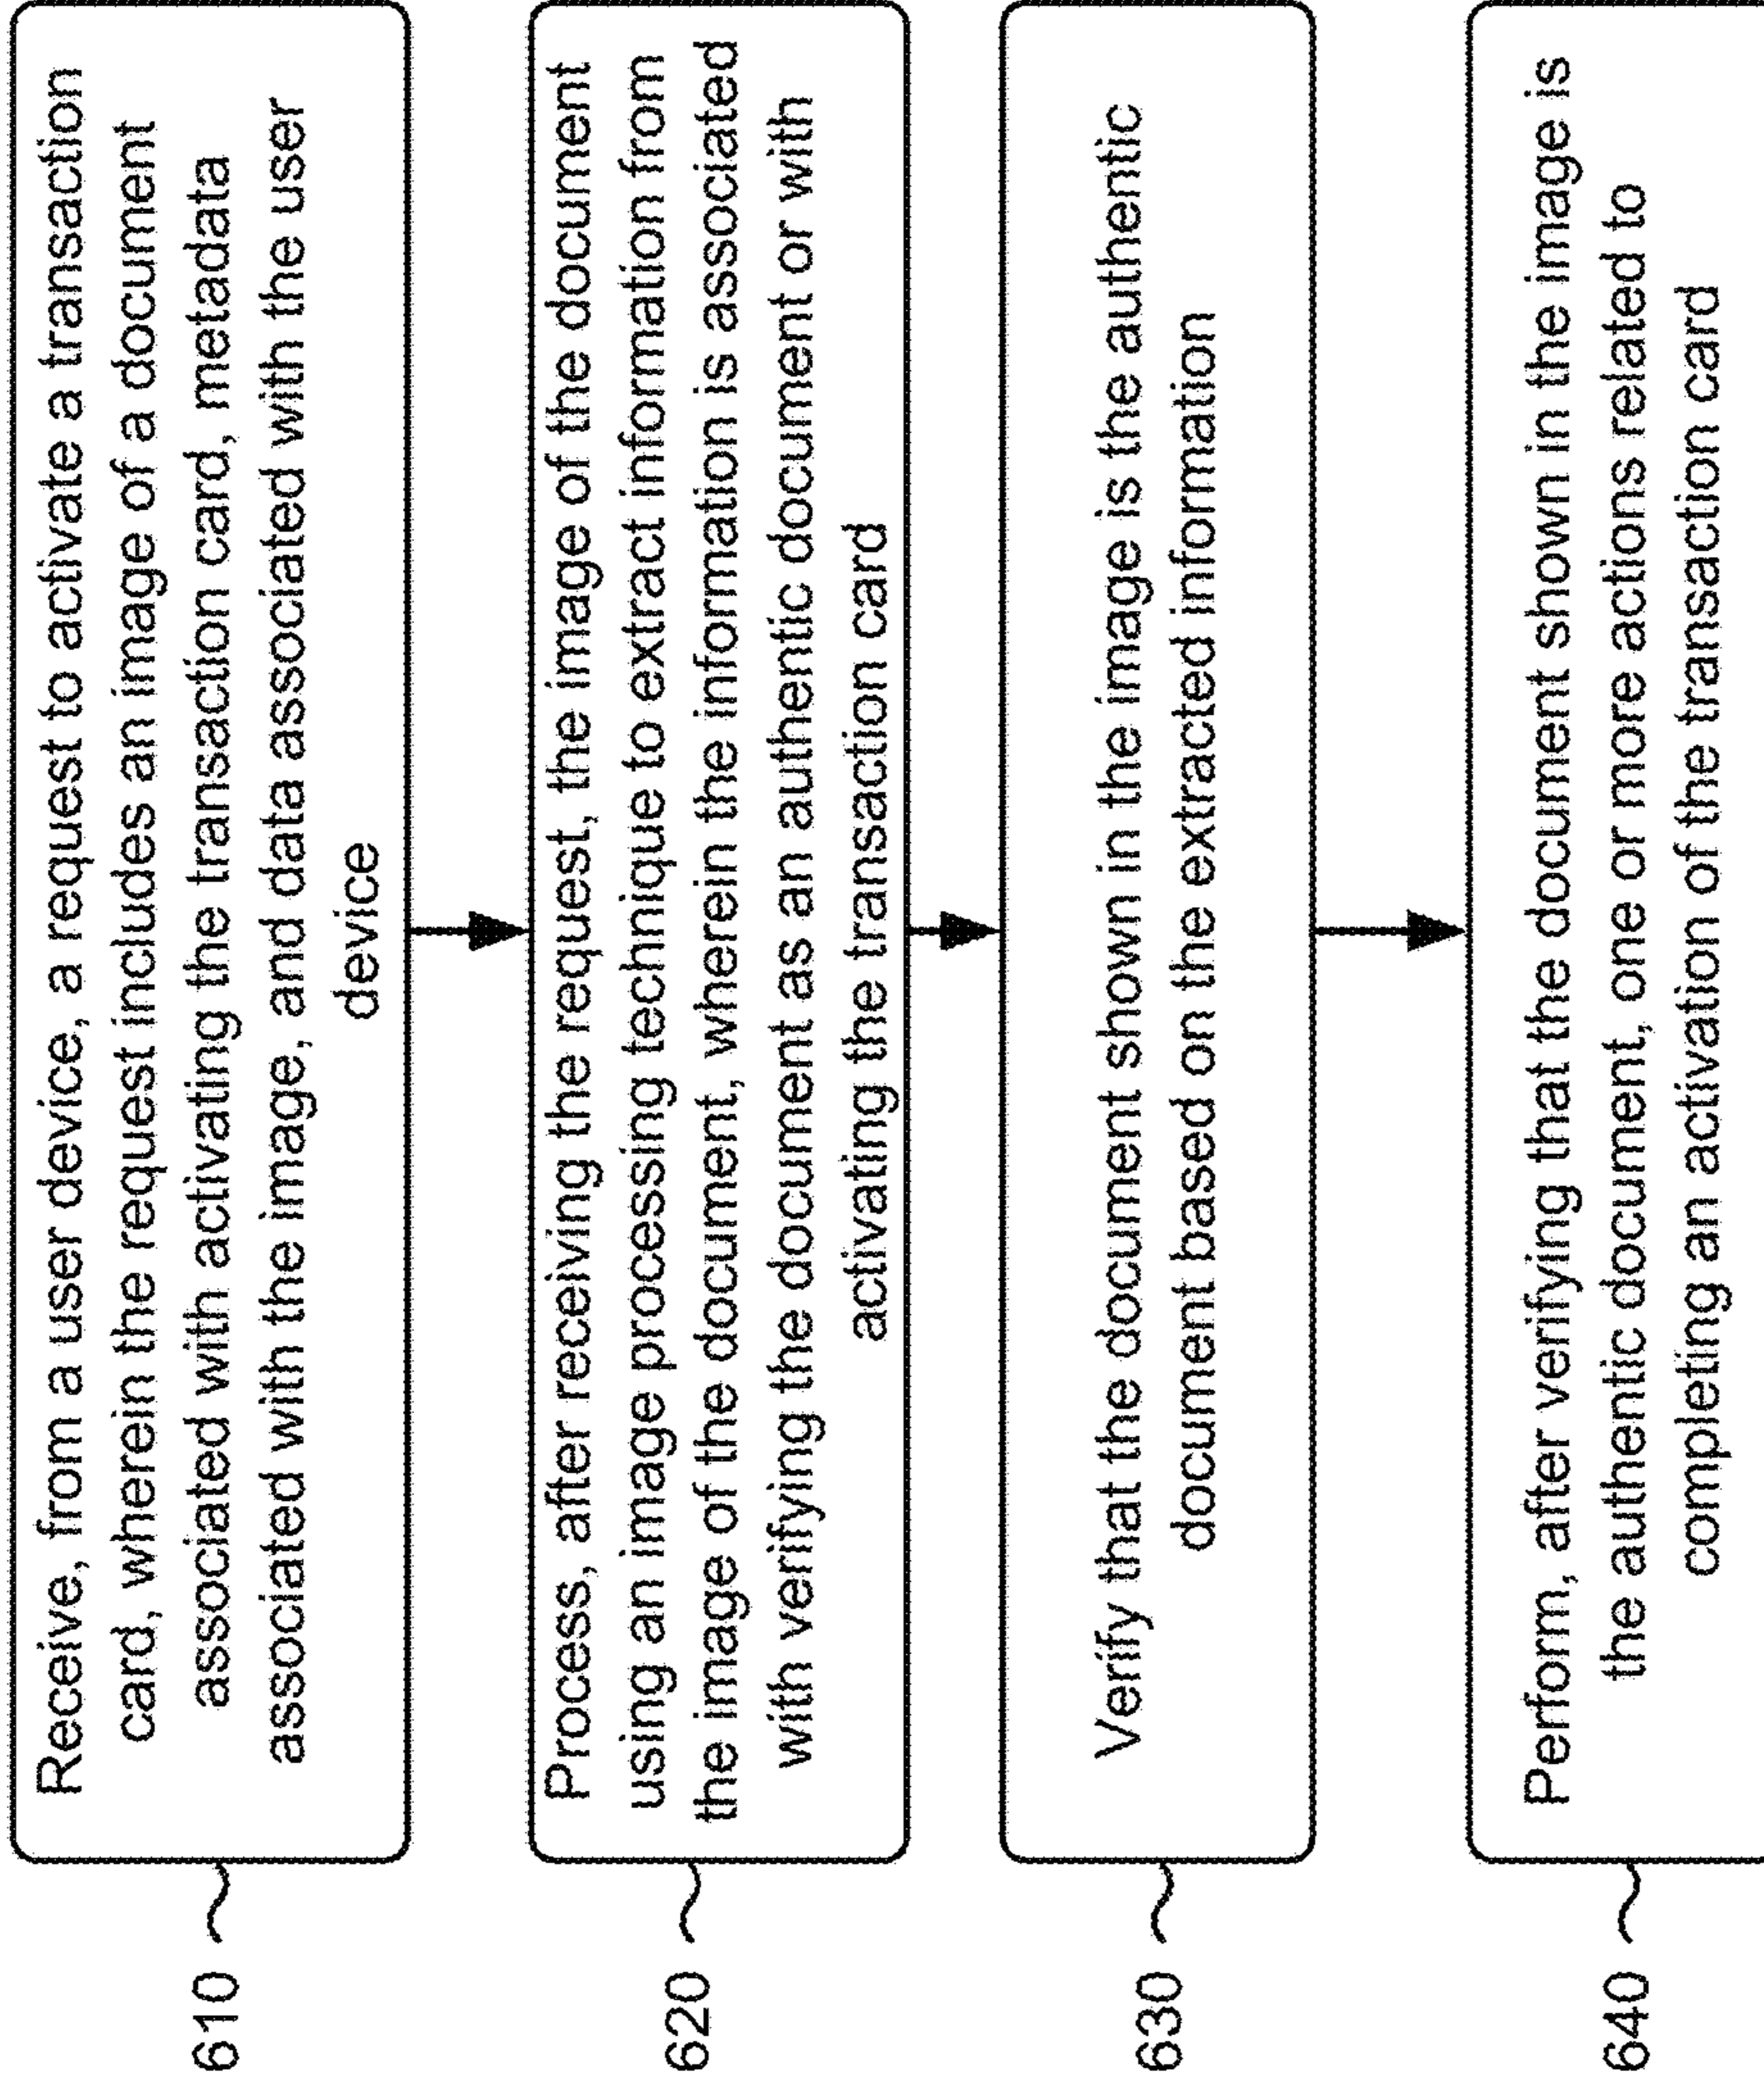 610
Receive, from a user device, a request to activate a transaction
card, wherein the request includes an image of a document
associated with activating the transaction card, metadata
associated with the image, and data associated with the user
device
620
Process, after receiving the request, the image of the document
using an image processing technique to extract information from
the image of the document, wherein the information is associated
with verifying the document as an authentic document or with
activating the transaction card
630
Verify that the document shown in the image is the authentic
document based on the extracted information
640
Perform, after verifying that the document shown in the image is
the authentic document, one or more actions related to
completing an activation of the transaction card